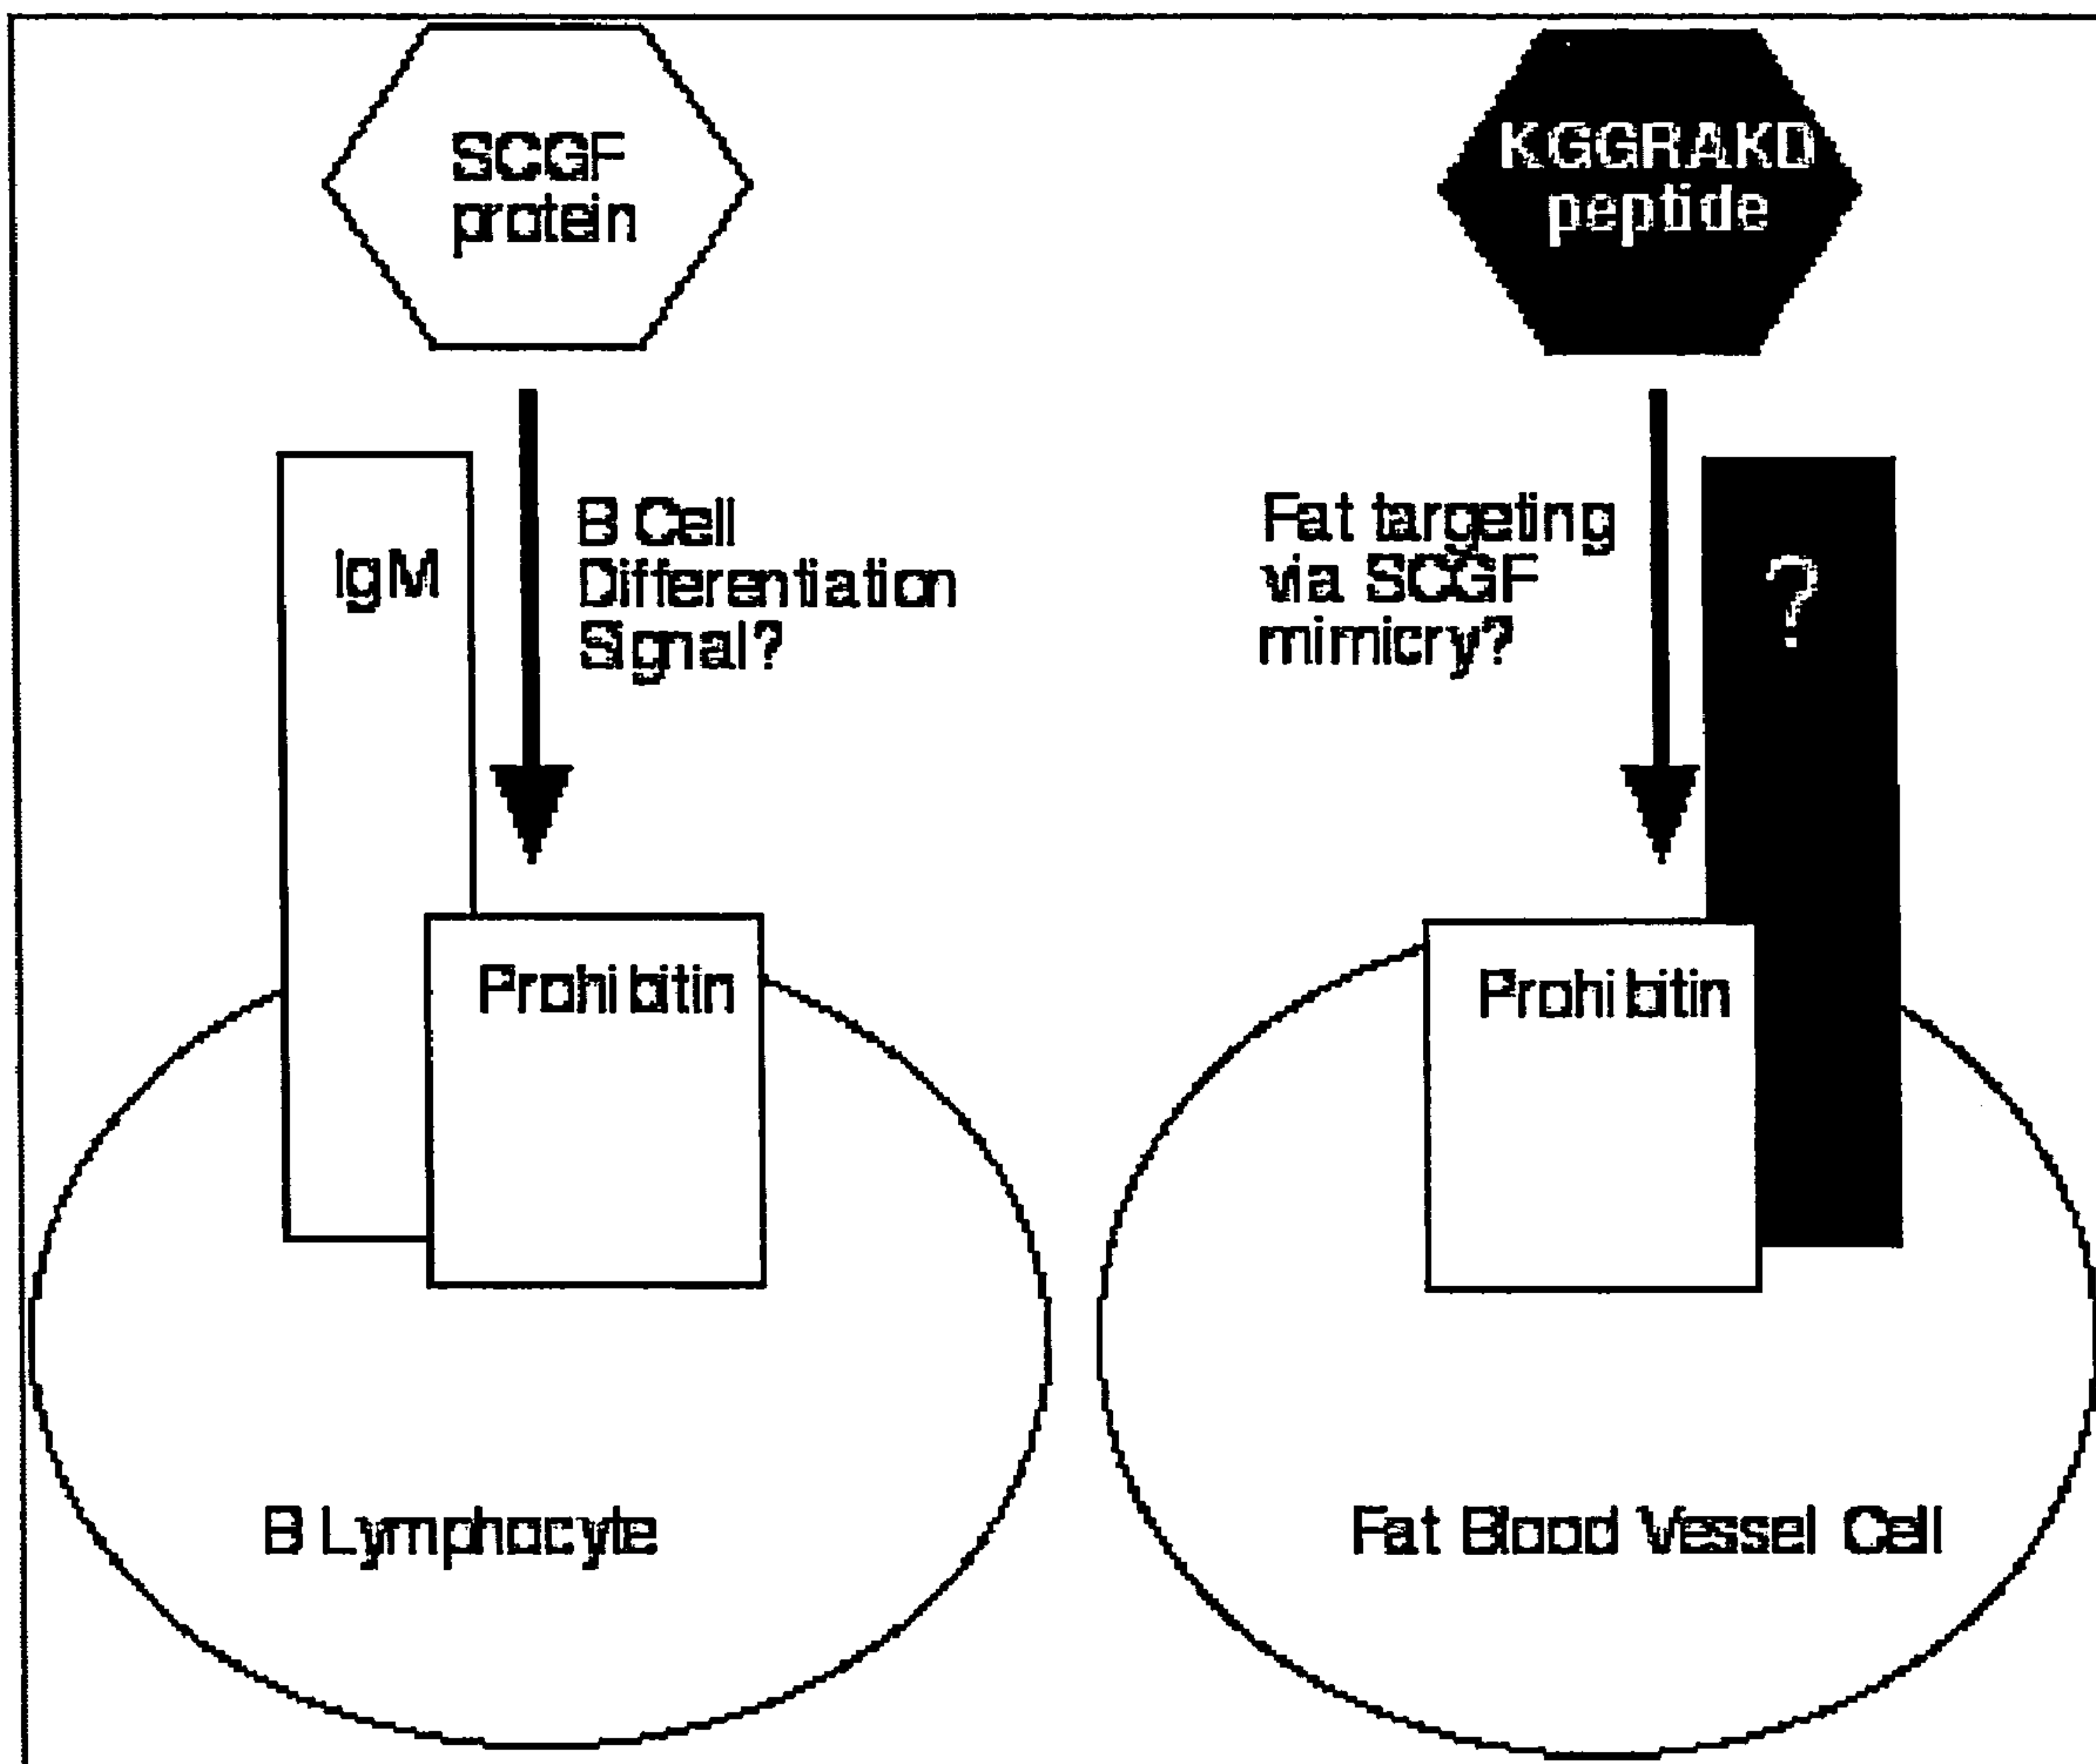 SCGF
protein
KGGRAKD
peptide
IgM
B Cell
Differentiation
Signal?
Fat targeting
via SCGF
mimicry?
?
Prohibitin
Prohibitin
B Lymphocyte
Fat Blood Vessel Cell